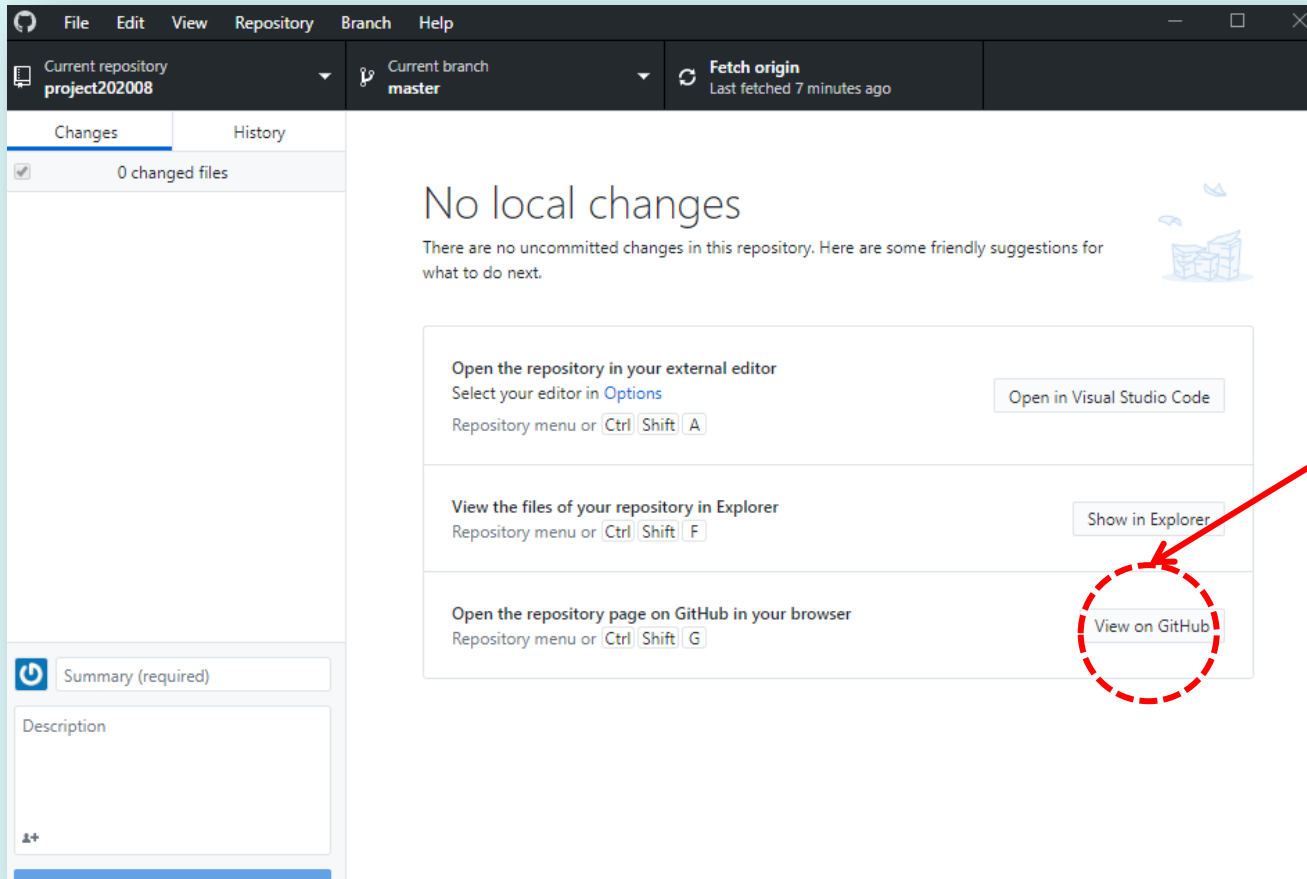 File Edit View Repository Branch Help
Current repository
project202008
Current branch
master
Fetch origin
Last fetched 7 minutes ago
Changes History
0 changed files
No local changes
There are no uncommitted changes in this repository. Here are some friendly suggestions for
what to do next.
Open the repository in your external editor
Select your editor in Options
Repository menu or Ctrl Shift A
Open in Visual Studio Code
View the files of your repository in Explorer
Repository menu or Ctrl Shift F
Show in Explorer
Open the repository page on GitHub in your browser
Repository menu or Ctrl Shift G
View on GitHub
Summary (required)
Description